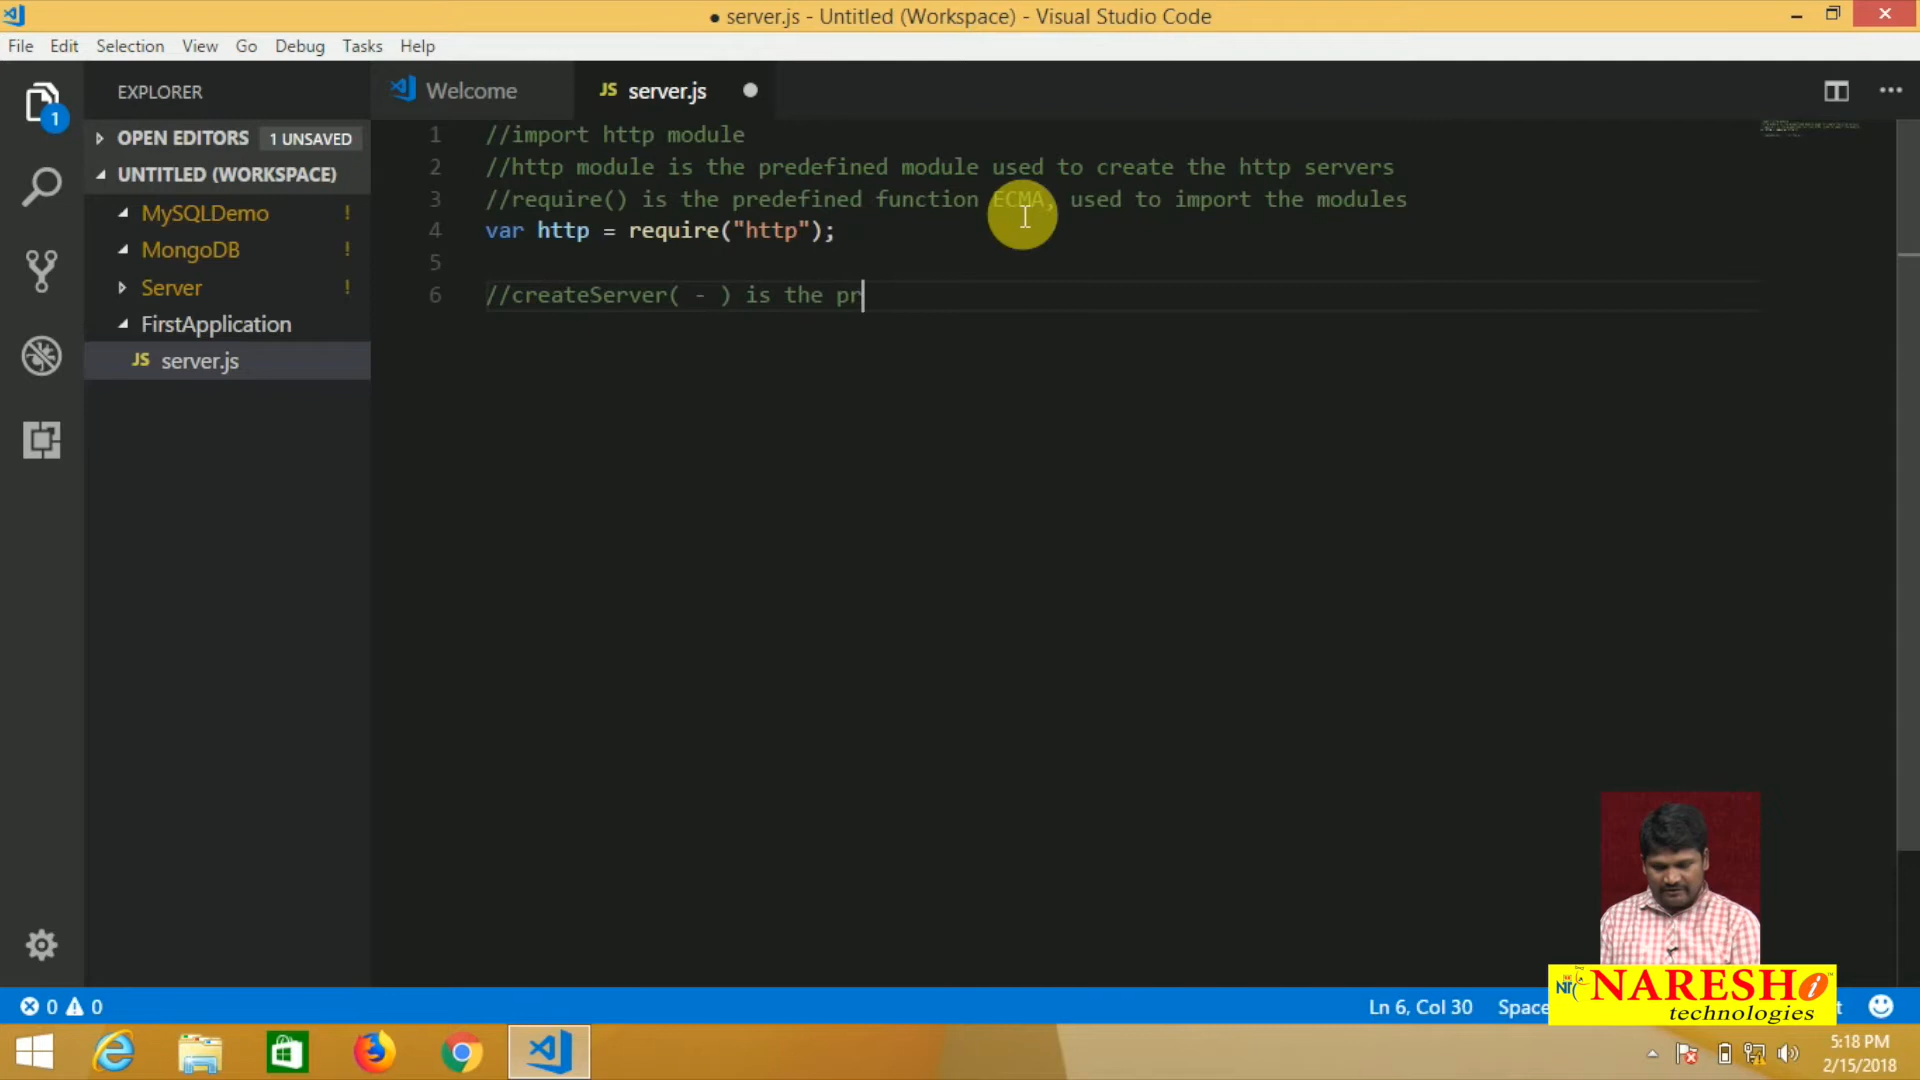 ● server.js - Untitled (Workspace) - Visual Studio Code
File Edit Selection View Go Debug Tasks Help
EXPLORER
Welcome
JS server.js
1
OPEN EDITORS 1 UNSAVED
UNTITLED (WORKSPACE)
MySQLDemo !
MongoDB
Server !
FirstApplication
JS server.js
1 //import http module
2 //http module is the predefined module used to create the http servers
3 //require() is the predefined function ECMA, used to import the modules
4 var http = require("http");
5
6 //createServer( - ) is the pr
0 0
Ln 6, Col 30
NARESH i
technologies
5:18 PM
2/15/2018